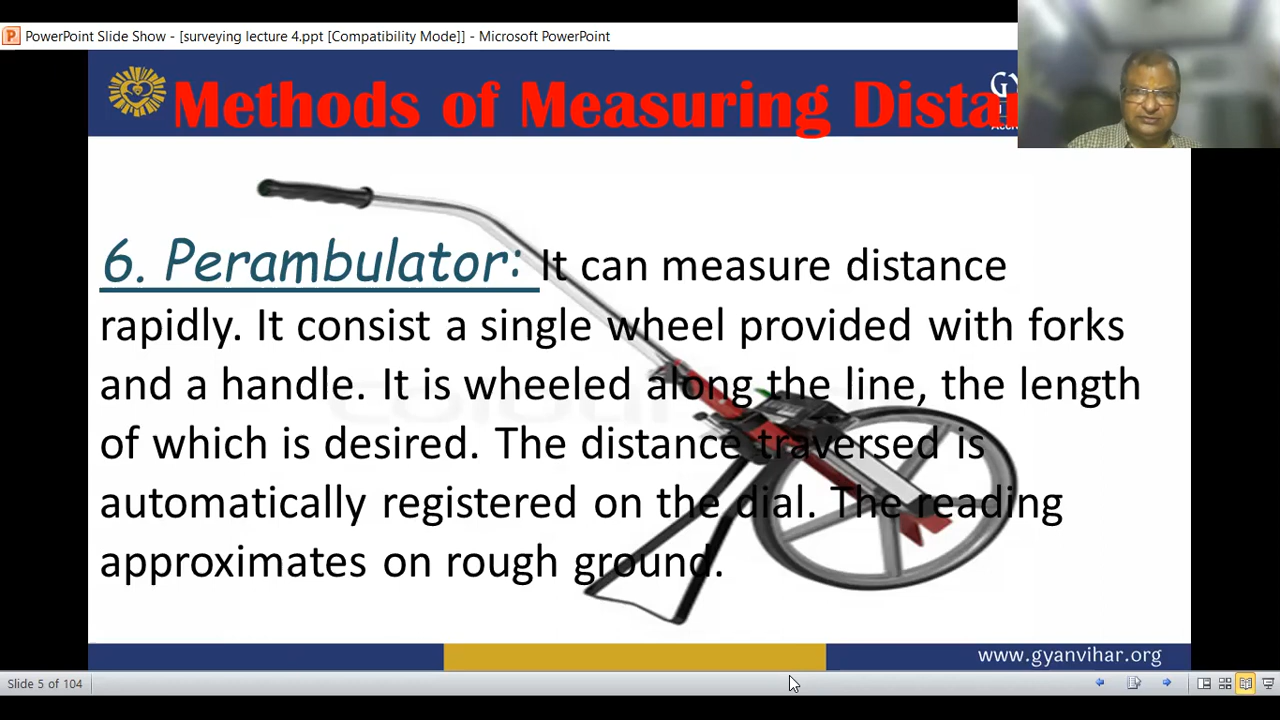 PowerPoint Slide Show - [surveying lecture 4.ppt [Compatibility Mode]] - Microsoft PowerPoint
Methods of Measuring Distan
6. Perambulator: It can measure distance
rapidly. It consist a single wheel provided with forks
and a handle. It is wheeled along the line, the length
of which is desired. The distance traversed is
automatically registered on the dial. The reading
approximates on rough ground.
www.gyanvihar.org
Slide 5 of 104